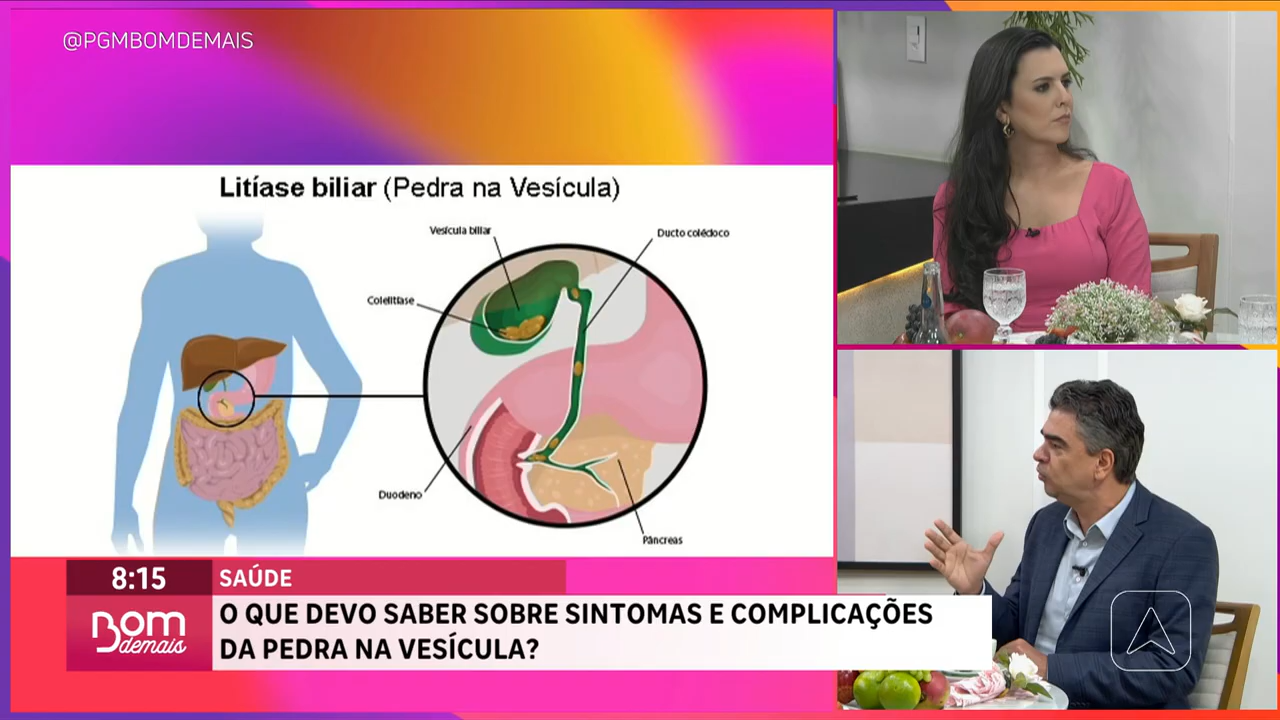 @PGMBOMDEMAIS
Litíase biliar (Pedra na Vesícula)
Vesícula biliar
Ducto colédoco
Colelitíase
Duodeno
Pâncreas
8:15
SAÚDE
Bom
demais
O QUE DEVO SABER SOBRE SINTOMAS E COMPLICAÇÕES
DA PEDRA NA VESÍCULA?